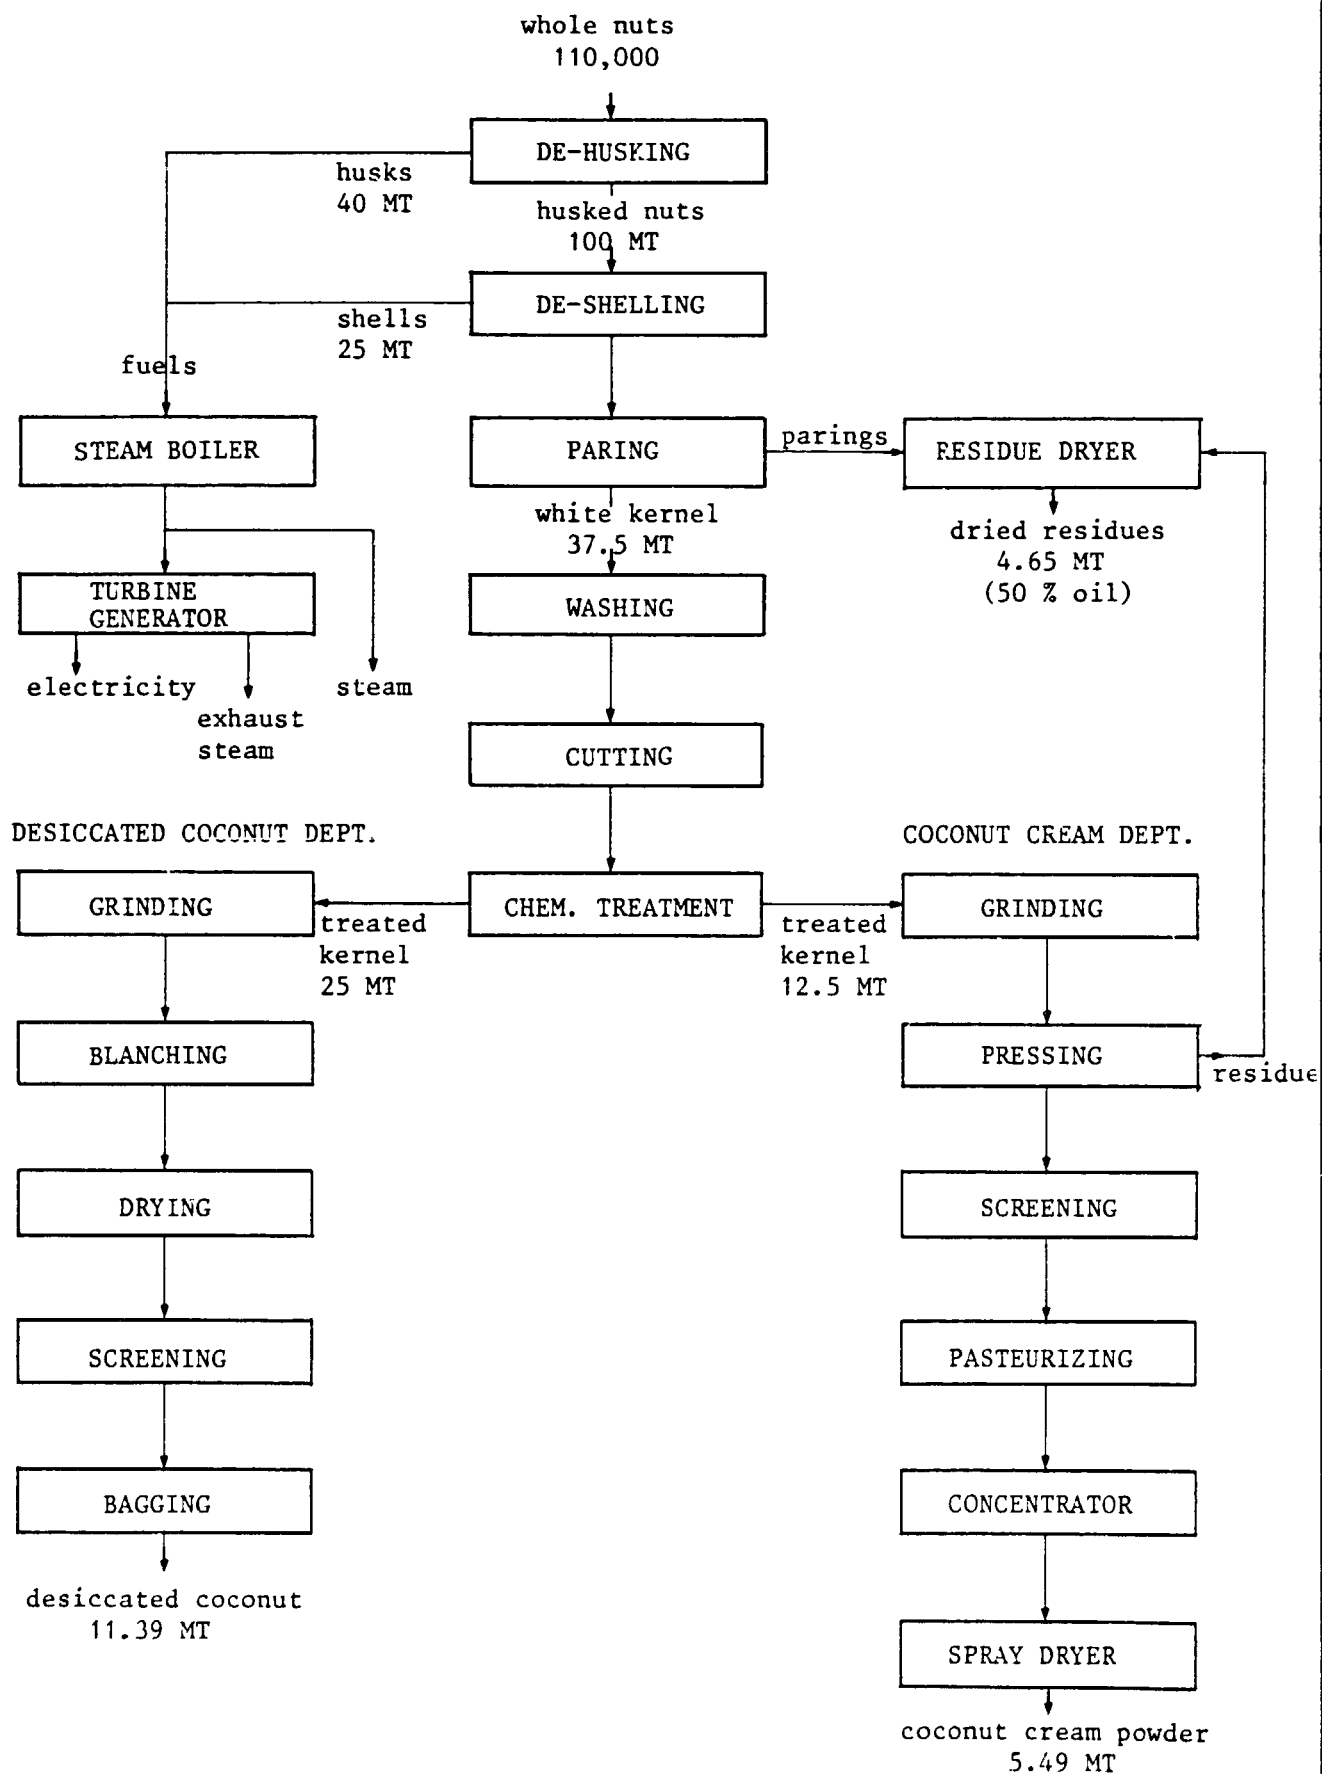 whole nuts
110,000
DE-HUSKING
husks
40 MT
husked nuts
100 MT
DE-SHELLING
shells
25 MT
fuels
STEAM BOILER
PARING
parings
RESIDUE DRYER
white kernel
37.5 MT
dried residues
4.65 MT
(50 % oil)
TURBINE
GENERATOR
WASHING
electricity
steam
exhaust
steam
CUTTING
DESICCATED COCONUT DEPT.
COCONUT CREAM DEPT.
GRINDING
CHEM. TREATMENT
GRINDING
treated
kernel
25 MT
treated
kernel
12.5 MT
BLANCHING
PRESSING
residue
DRYING
SCREENING
SCREENING
PASTEURIZING
BAGGING
CONCENTRATOR
desiccated coconut
11.39 MT
SPRAY DRYER
coconut cream powder
5.49 MT